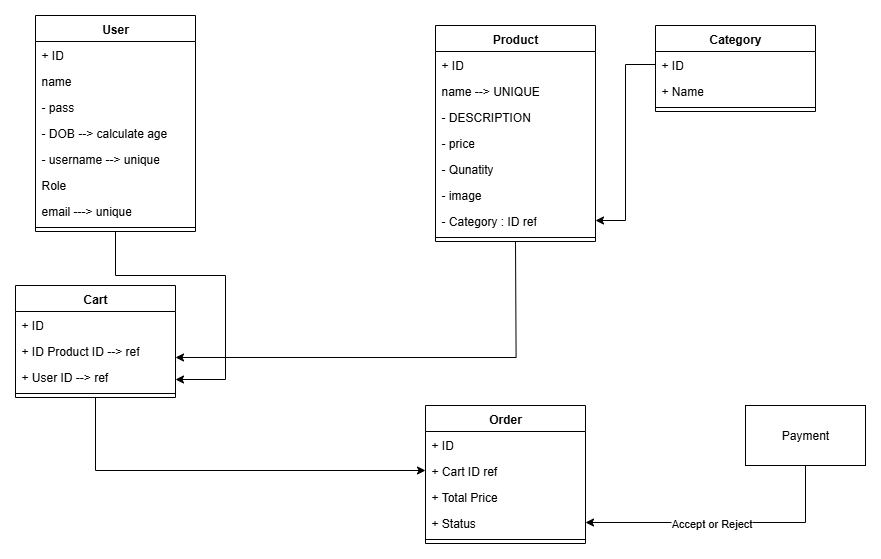 User
+ ID
name
- pass
- DOB --> calculate age
- username --> unique
Role
email ---> unique
Product
+ ID
name --> UNIQUE
- DESCRIPTION
- price
- Qunatity
- image
- Category : ID ref
Category
+ ID
+ Name
Cart
+ ID
+ ID Product ID --> ref
+ User ID --> ref
Order
+ ID
+ Cart ID ref
+ Total Price
+ Status
Payment
Accept or Reject